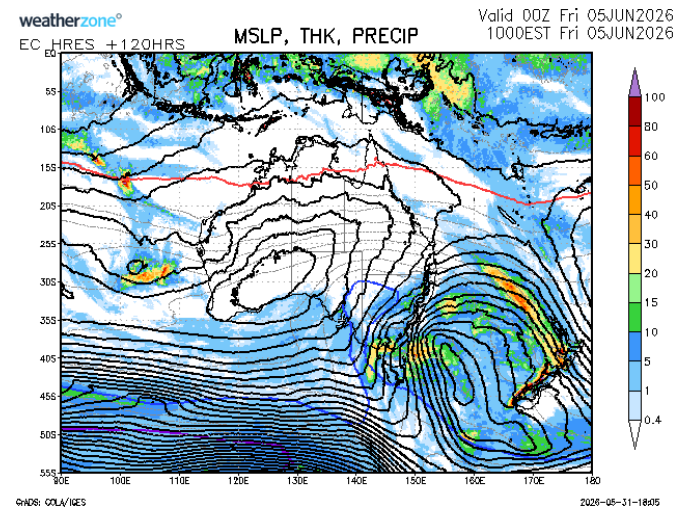 weatherzone°
Valid 00Z Fri 05JUN2026
EC HRES +120HRS
MSLP, THK, PRECIP
1000EST Fri 05JUN2026
EQ
5S
10S
15S
20S
25S
30S
35S
40S
45S
50S
55S
90E 100E 110E 120E 130E 140E 150E 160E 170E 180
100
80
60
50
40
30
20
15
10
5
1
0.4
GrADS: COLA/IGES
2026-05-31-18:05